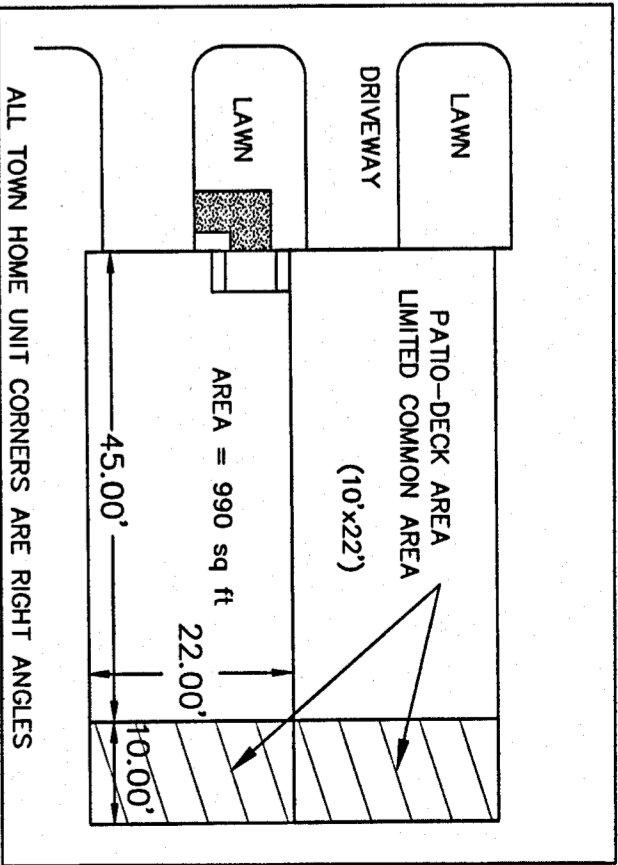 LAWN
DRIVEWAY
LAWN
PATIO-DECK AREA
LIMITED COMMON AREA
(10'x22')
AREA = 990 sq ft
45.00'
22.00'
10.00'
ALL TOWN HOME UNIT CORNERS ARE RIGHT ANGLES